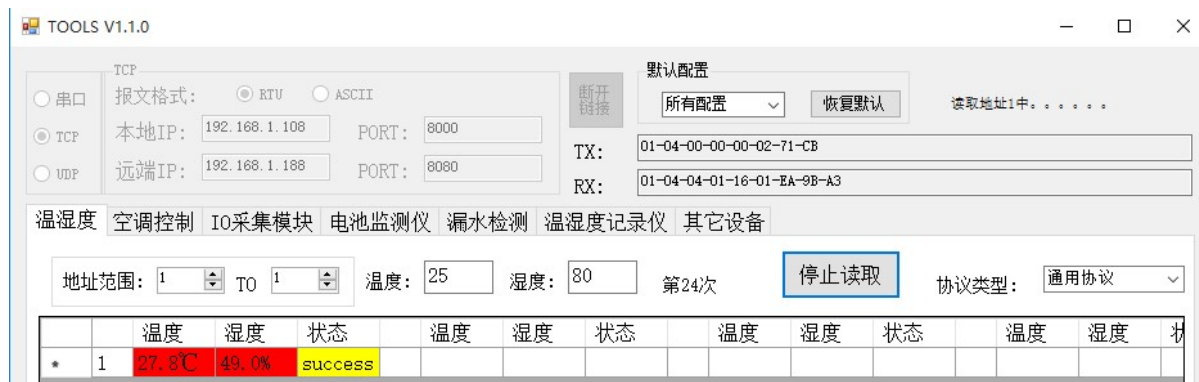 TOOLS V1.1.0
TCP
默认配置
串口
报文格式:
RTU
ASCII
断开
链接
所有配置
恢复默认
读取地址1中。。。。。。
TCP
本地IP:
192.168.1.108
PORT:
8000
TX:
01-04-00-00-00-02-71-CB
UDP
远端IP:
192.168.1.188
PORT:
8080
RX:
01-04-04-01-16-01-EA-9B-A3
温湿度 空调控制 IO采集模块 电池监测仪 漏水检测 温湿度记录仪 其它设备
地址范围: 1 TO 1 温度: 25 湿度: 80 第24次 停止读取 协议类型: 通用协议
温度 湿度 状态 温度 湿度 状态 温度 湿度 状态 温度 湿度
* 1 27.8℃ 49.0% success